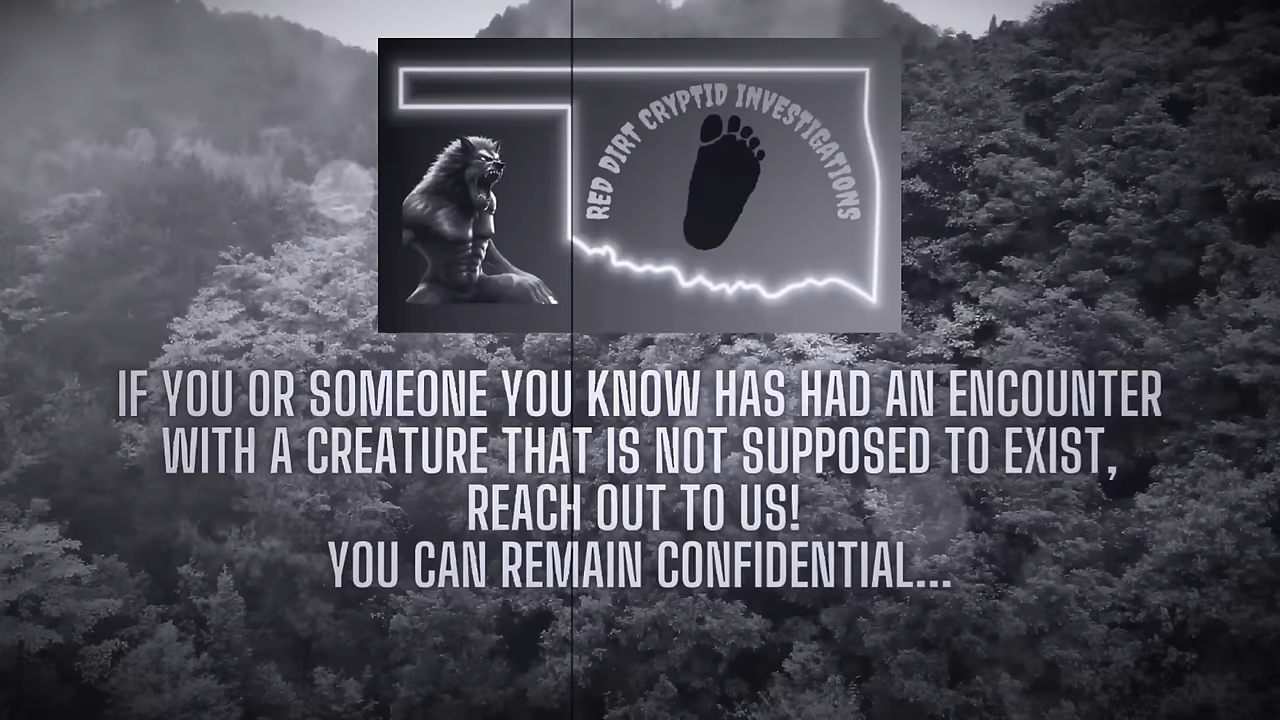 RED DIRT CRYPTID INVESTIGATIONS
IF YOU OR SOMEONE YOU KNOW HAS HAD AN ENCOUNTER
WITH A CREATURE THAT IS NOT SUPPOSED TO EXIST,
REACH OUT TO US!
YOU CAN REMAIN CONFIDENTIAL...